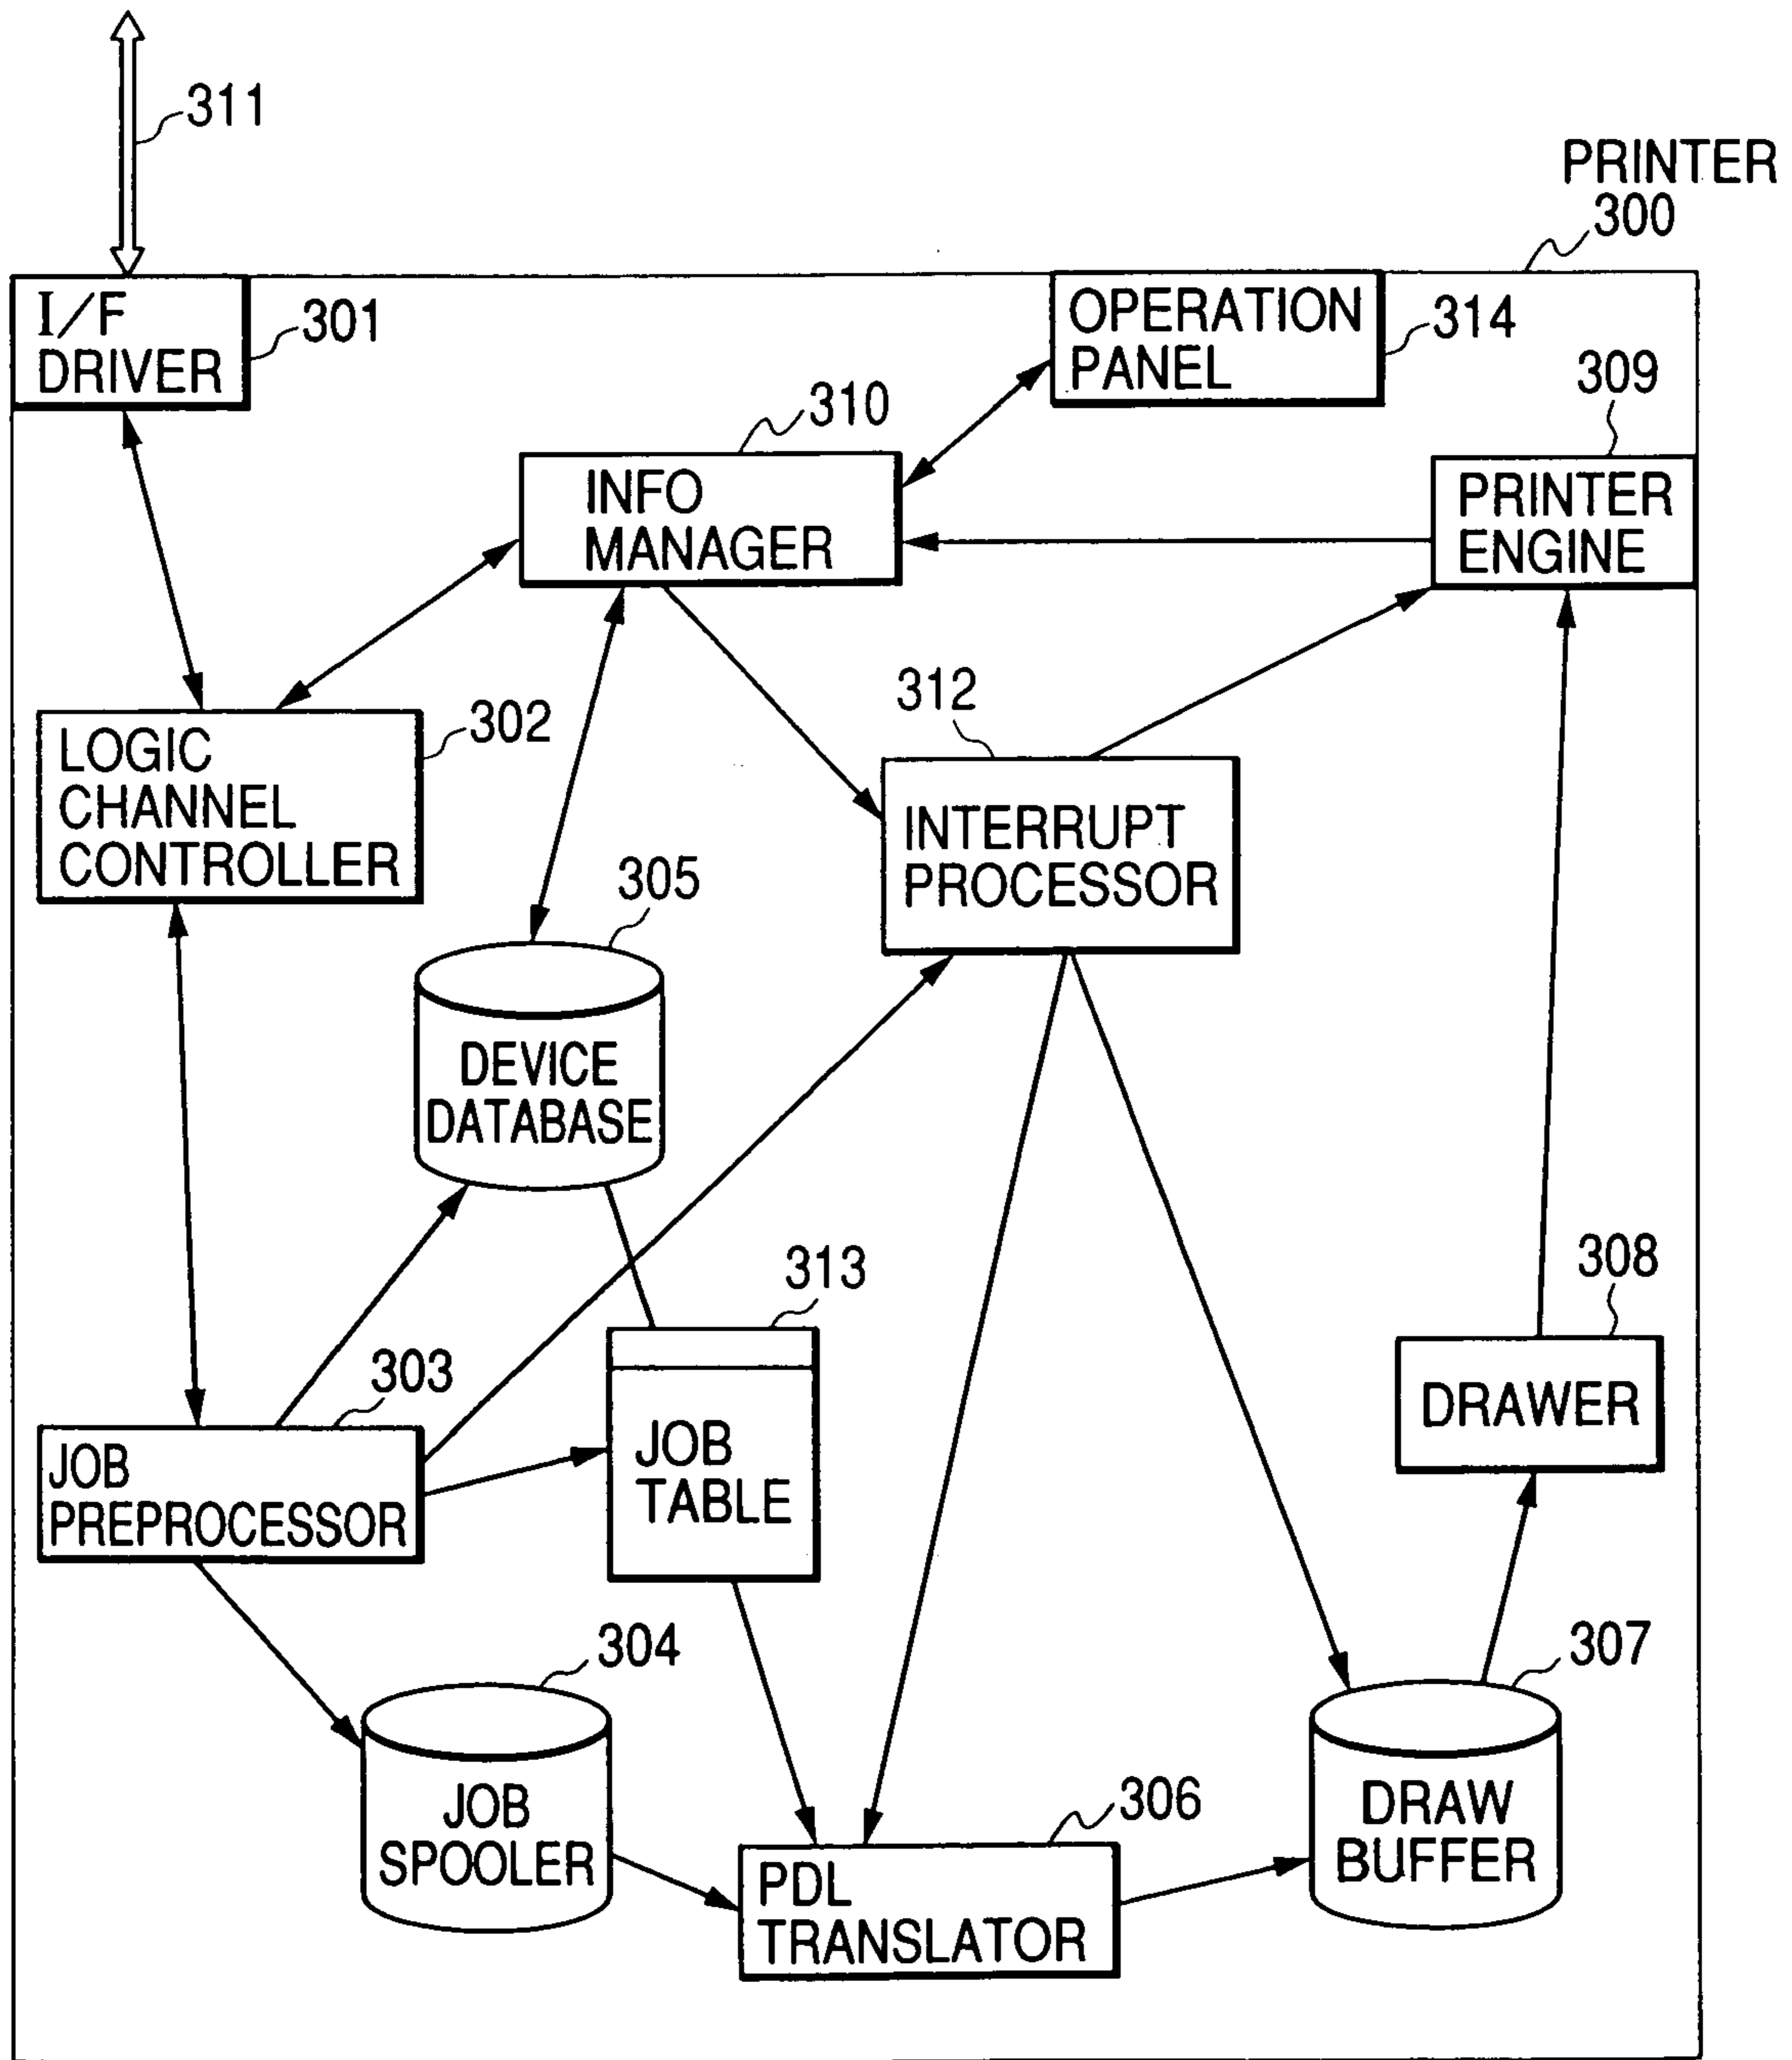 311
PRINTER
300
I/F
DRIVER
301
OPERATION
PANEL
314
309
310
INFO
MANAGER
PRINTER
ENGINE
302
LOGIC
CHANNEL
CONTROLLER
312
INTERRUPT
PROCESSOR
305
DEVICE
DATABASE
313
308
303
JOB
PREPROCESSOR
JOB
TABLE
DRAWER
304
307
JOB
SPOOLER
306
PDL
TRANSLATOR
DRAW
BUFFER